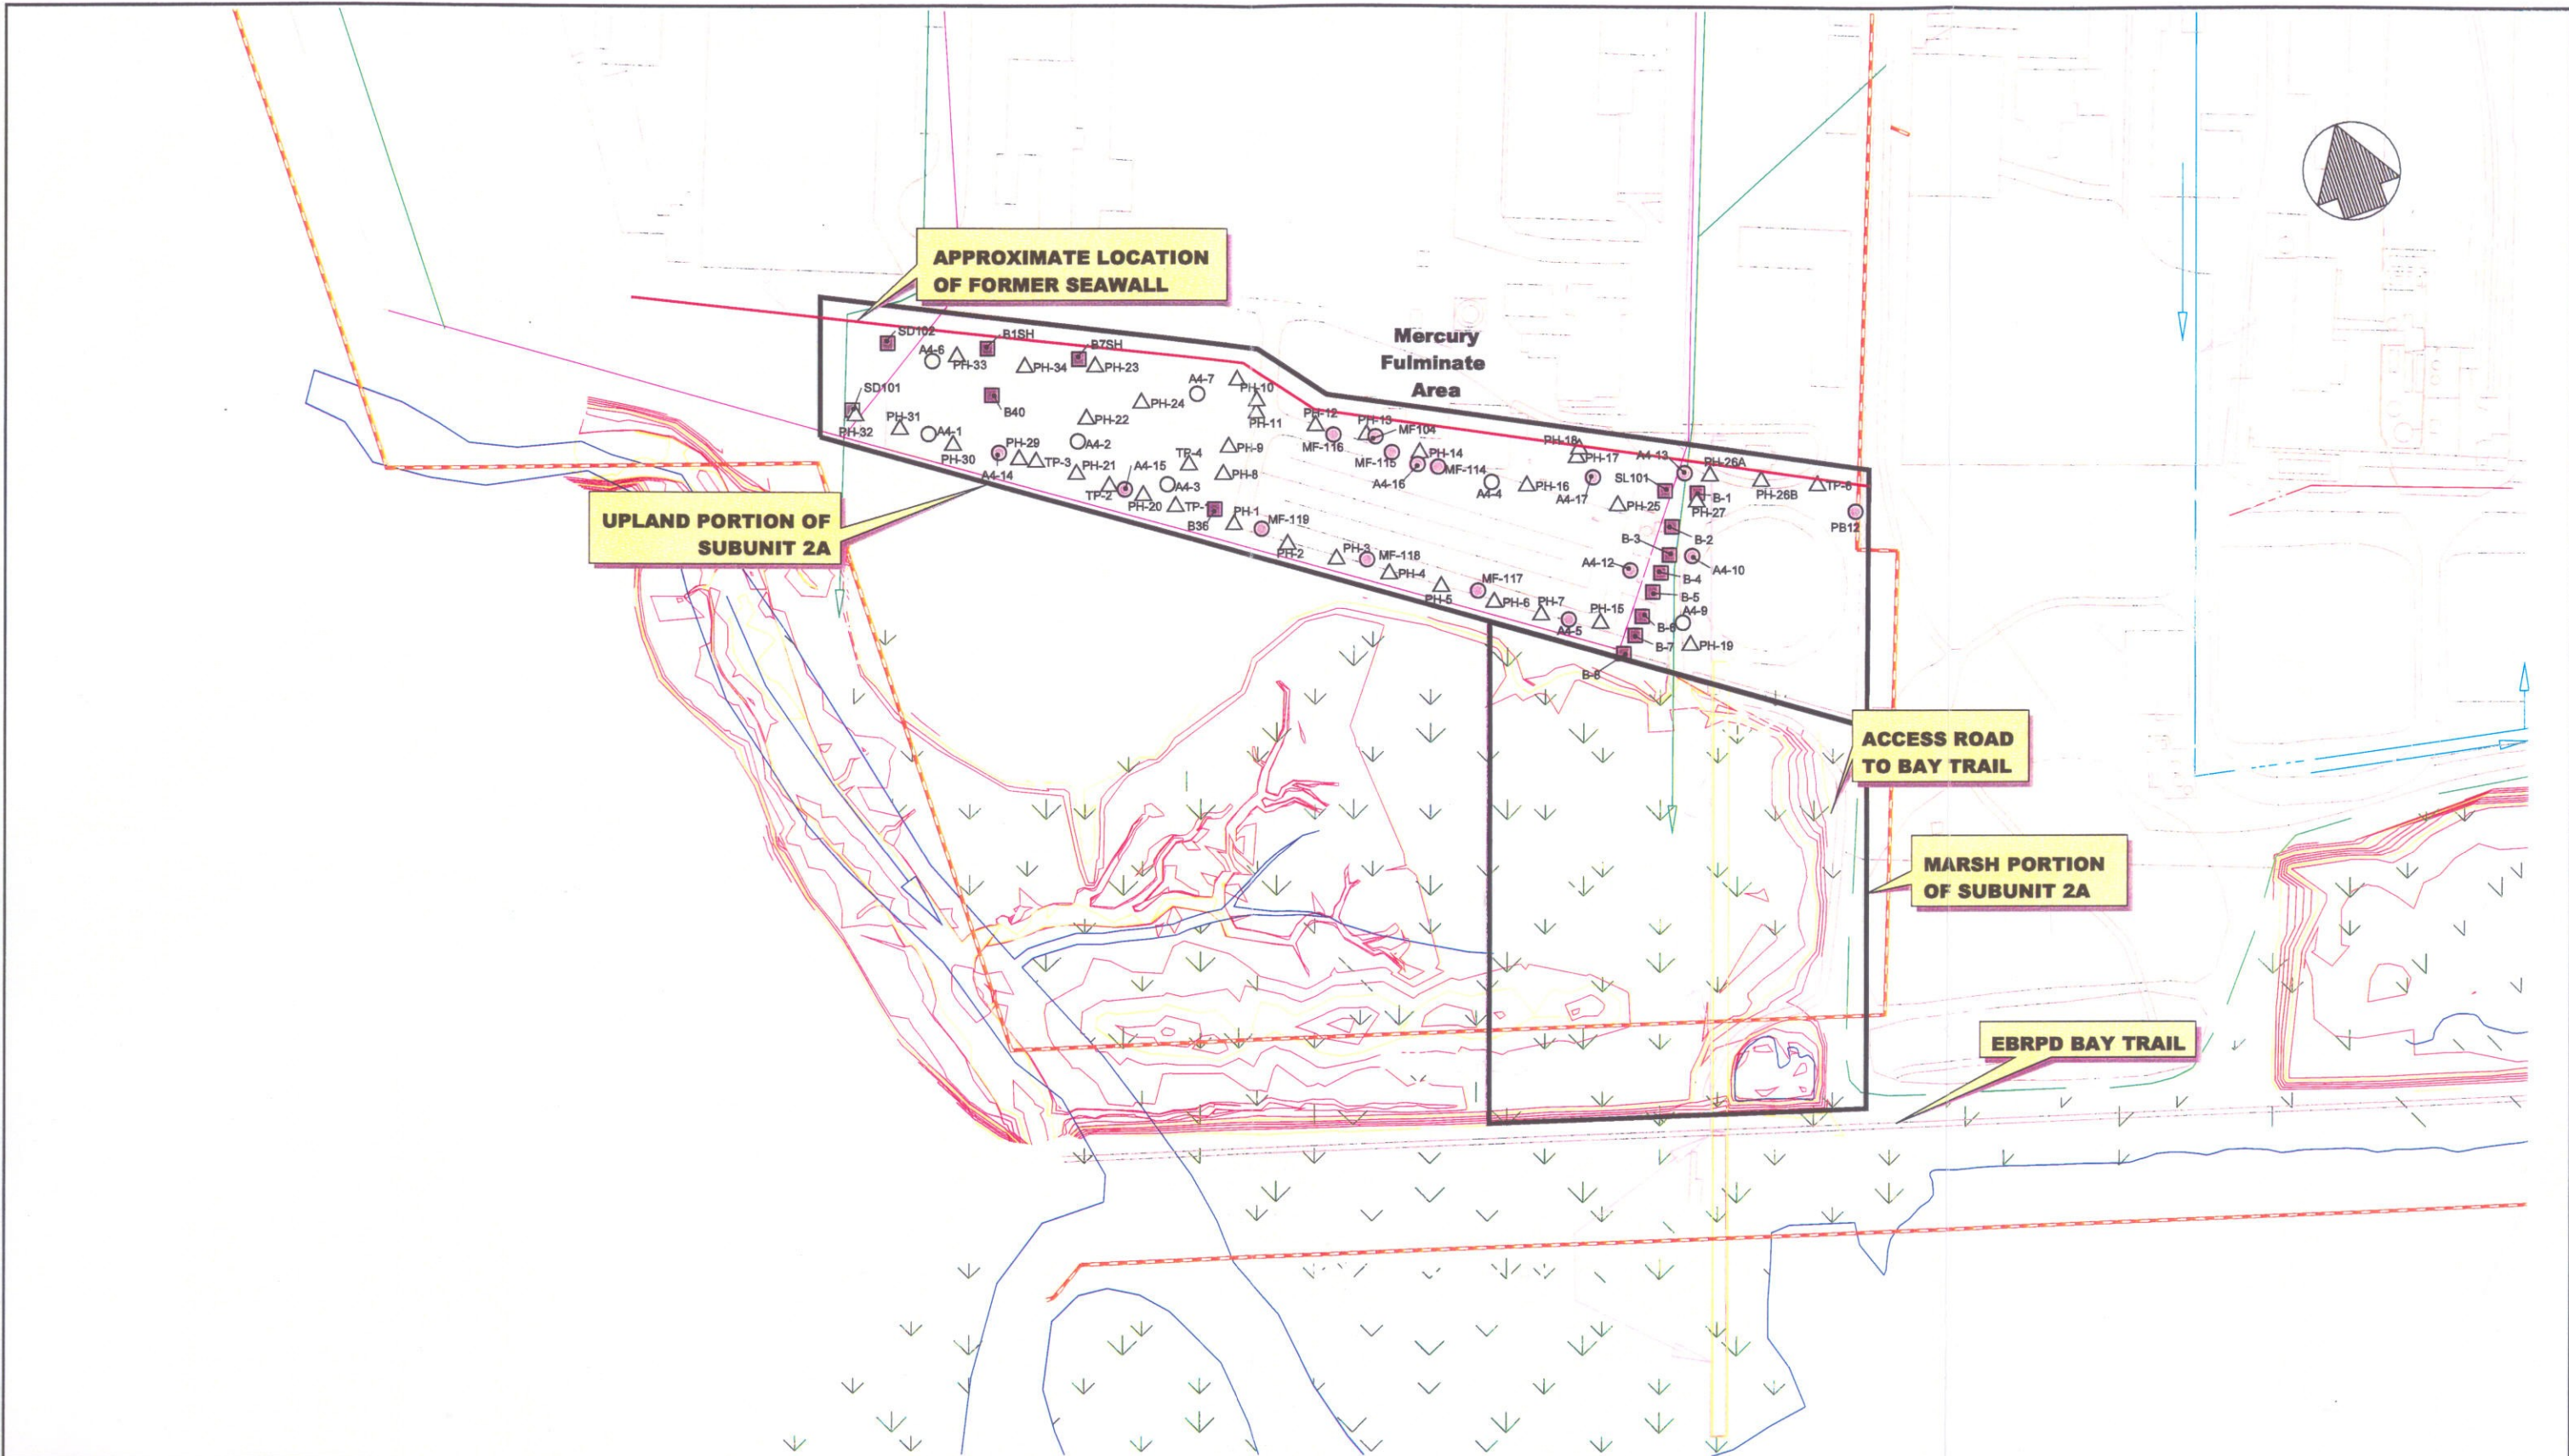 APPROXIMATE LOCATION
OF FORMER SEAWALL
Mercury
Fulminate
Area
SD102
B1SH
B7SH
A4-6
PH-33
PH-34
PH-23
SD101
B40
A4-7
PH-10
PH-24
PH-31
PH-32
A4-1
PH-22
PH-11
PH-12
PH-13
MF104
PH-30
PH-29
A4-2
MF-116
A4-14
TP-3
PH-21
A4-15
TP-4
PH-9
MF-115
PH-14
PH-18
PH-17
A4-13
PH-26A
TP-2
A4-3
PH-8
A4-16
MF-114
A4-4
PH-16
A4-17
SL101
B-1
PH-26B
TP-6
PH-20
TP-1
B36
PH-1
MF-119
PH-25
PH-27
PB12
UPLAND PORTION OF
SUBUNIT 2A
PH-2
PH-3
MF-118
B-2
B-3
PH-4
A4-12
A4-10
B-4
PH-5
MF-117
PH-6
PH-7
B-5
A4-5
PH-15
A4-9
B-6
B-7
PH-19
B-8
ACCESS ROAD
TO BAY TRAIL
MARSH PORTION
OF SUBUNIT 2A
EBRPD BAY TRAIL